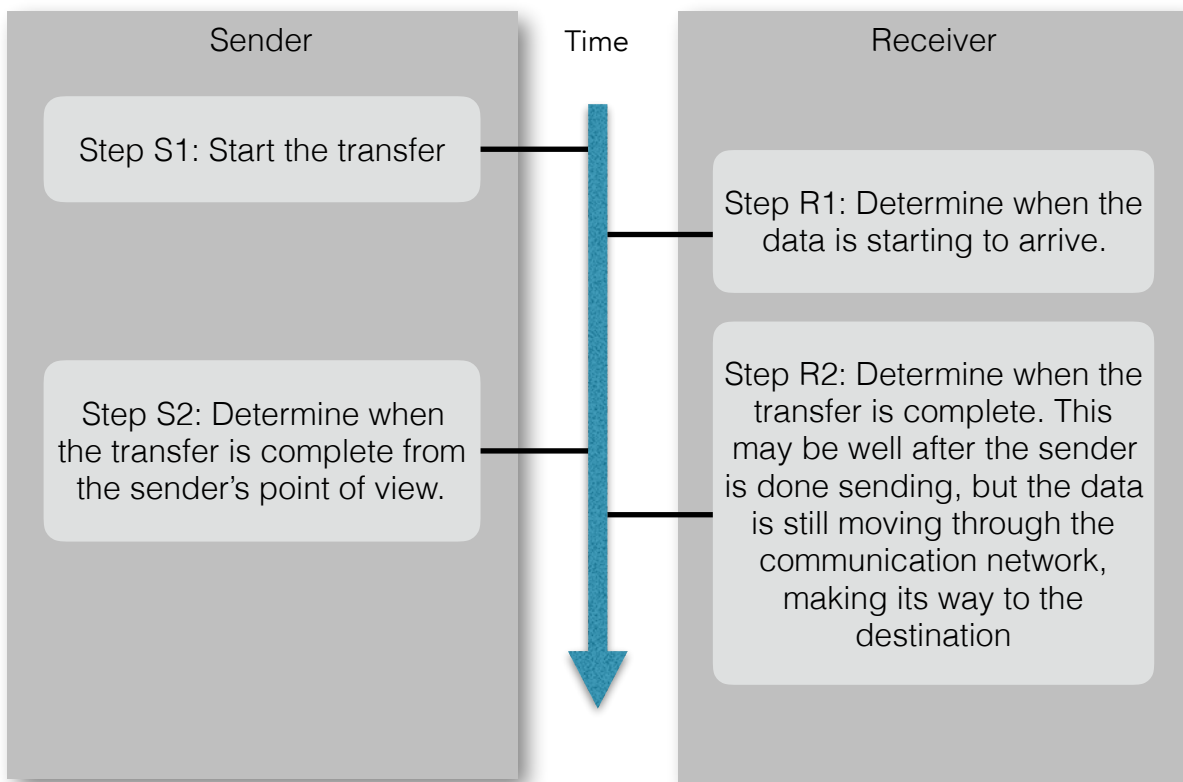 Sender
Time
Receiver
Step S1: Start the transfer
Step R1: Determine when the
data is starting to arrive.
Step S2: Determine when
the transfer is complete from
the sender's point of view.
Step R2: Determine when the
transfer is complete. This
may be well after the sender
is done sending, but the data
is still moving through the
communication network,
making its way to the
destination